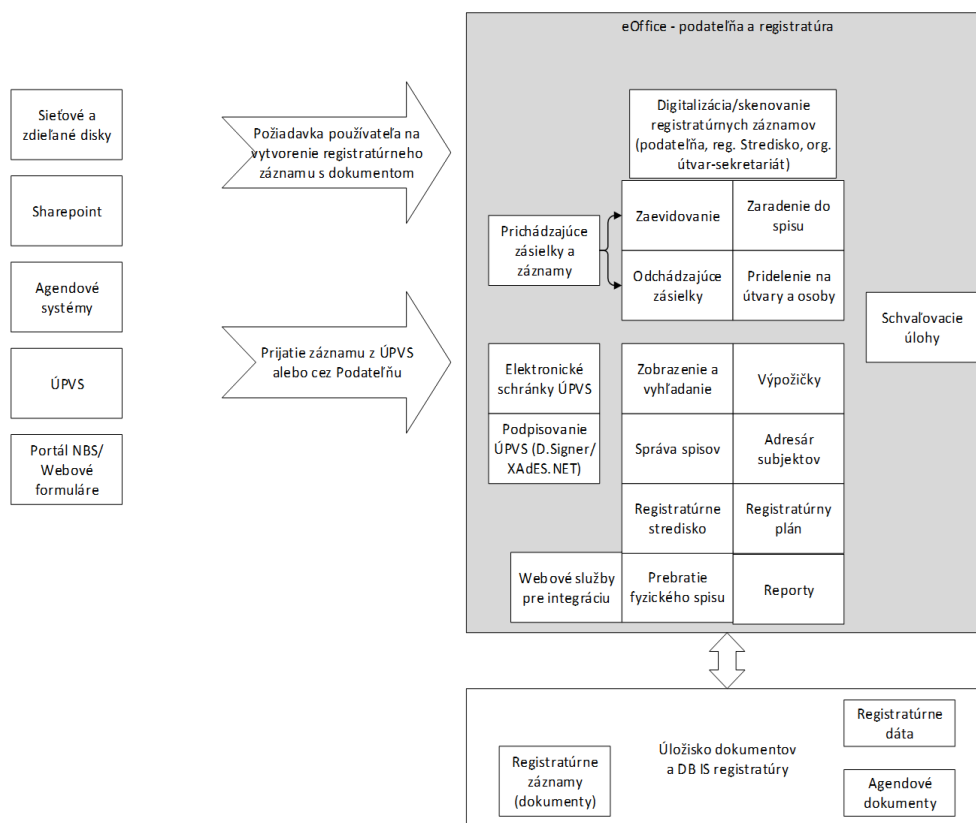 eOffice - podateľňa a registratúra
Sieťové a
zdieľané disky
Sharepoint
Agendové
systémy
ÚPVS
Portál NBS/
Webové
formuláre
Požiadavka používateľa na
vytvorenie registratúrneho
záznamu s dokumentom
Prijatie záznamu z ÚPVS
alebo cez Podateľňu
Digitalizácia/skenovanie
registratúrnych záznamov
(podateľňa, reg. Stredisko, org.
útvar-sekretariát)
Prichádzajúce
zásielky a
záznamy
Zaevidovanie
Zaradenie do
spisu
Odchádzajúce
zásielky
Pridelenie na
útvary a osoby
Schvaľovacie
úlohy
Elektronické
schránky ÚPVS
Zobrazenie a
vyhľadanie
Výpožičky
Podpisovanie
ÚPVS (D.Signer/
XAdES.NET)
Správa spisov
Adresár
subjektov
Registratúrne
stredisko
Registratúrny
plán
Webové služby
pre integráciu
Prebratie
fyzického spisu
Reporty
Registratúrne
záznamy
(dokumenty)
Úložisko dokumentov
a DB IS registratúry
Registratúrne
dáta
Agendové
dokumenty